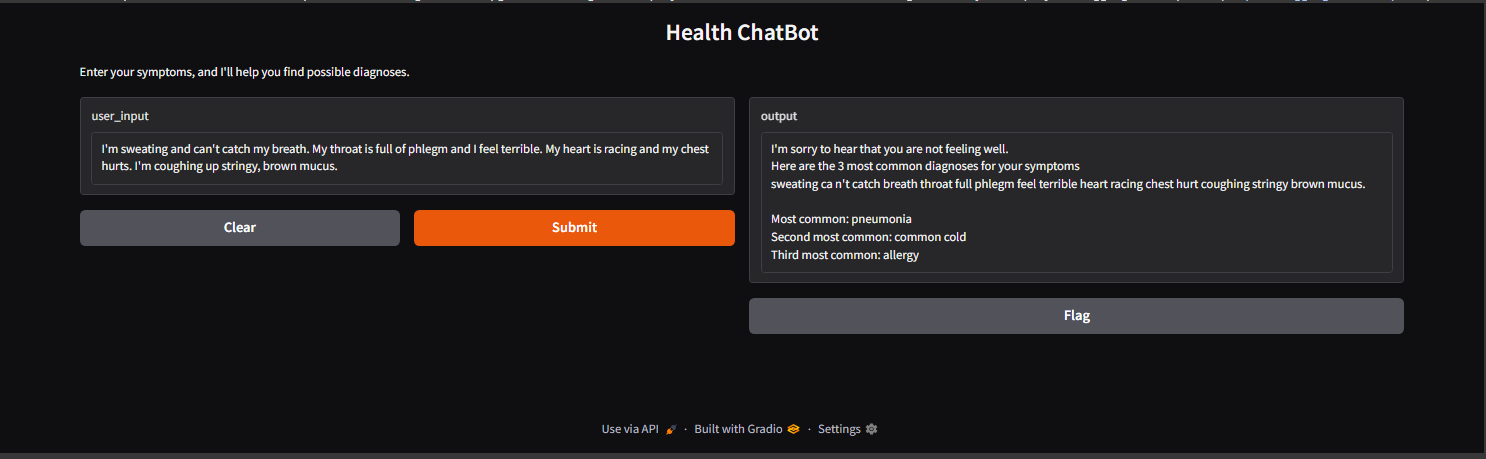 Health ChatBot
Enter your symptoms, and I'll help you find possible diagnoses.
user_input
I'm sweating and can't catch my breath. My throat is full of phlegm and I feel terrible. My heart is racing and my chest
hurts. I'm coughing up stringy, brown mucus.
Clear
Submit
output
I'm sorry to hear that you are not feeling well.
Here are the 3 most common diagnoses for your symptoms
sweating ca n't catch breath throat full phlegm feel terrible heart racing chest hurt coughing stringy brown mucus.
Most common: pneumonia
Second most common: common cold
Third most common: allergy
Flag
Use via API · Built with Gradio · Settings